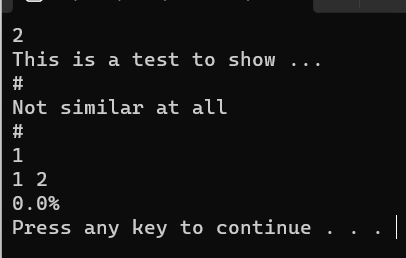 2
This is a test to show ...
#
Not similar at all
#
1
1 2
0.0%
Press any key to continue . . .